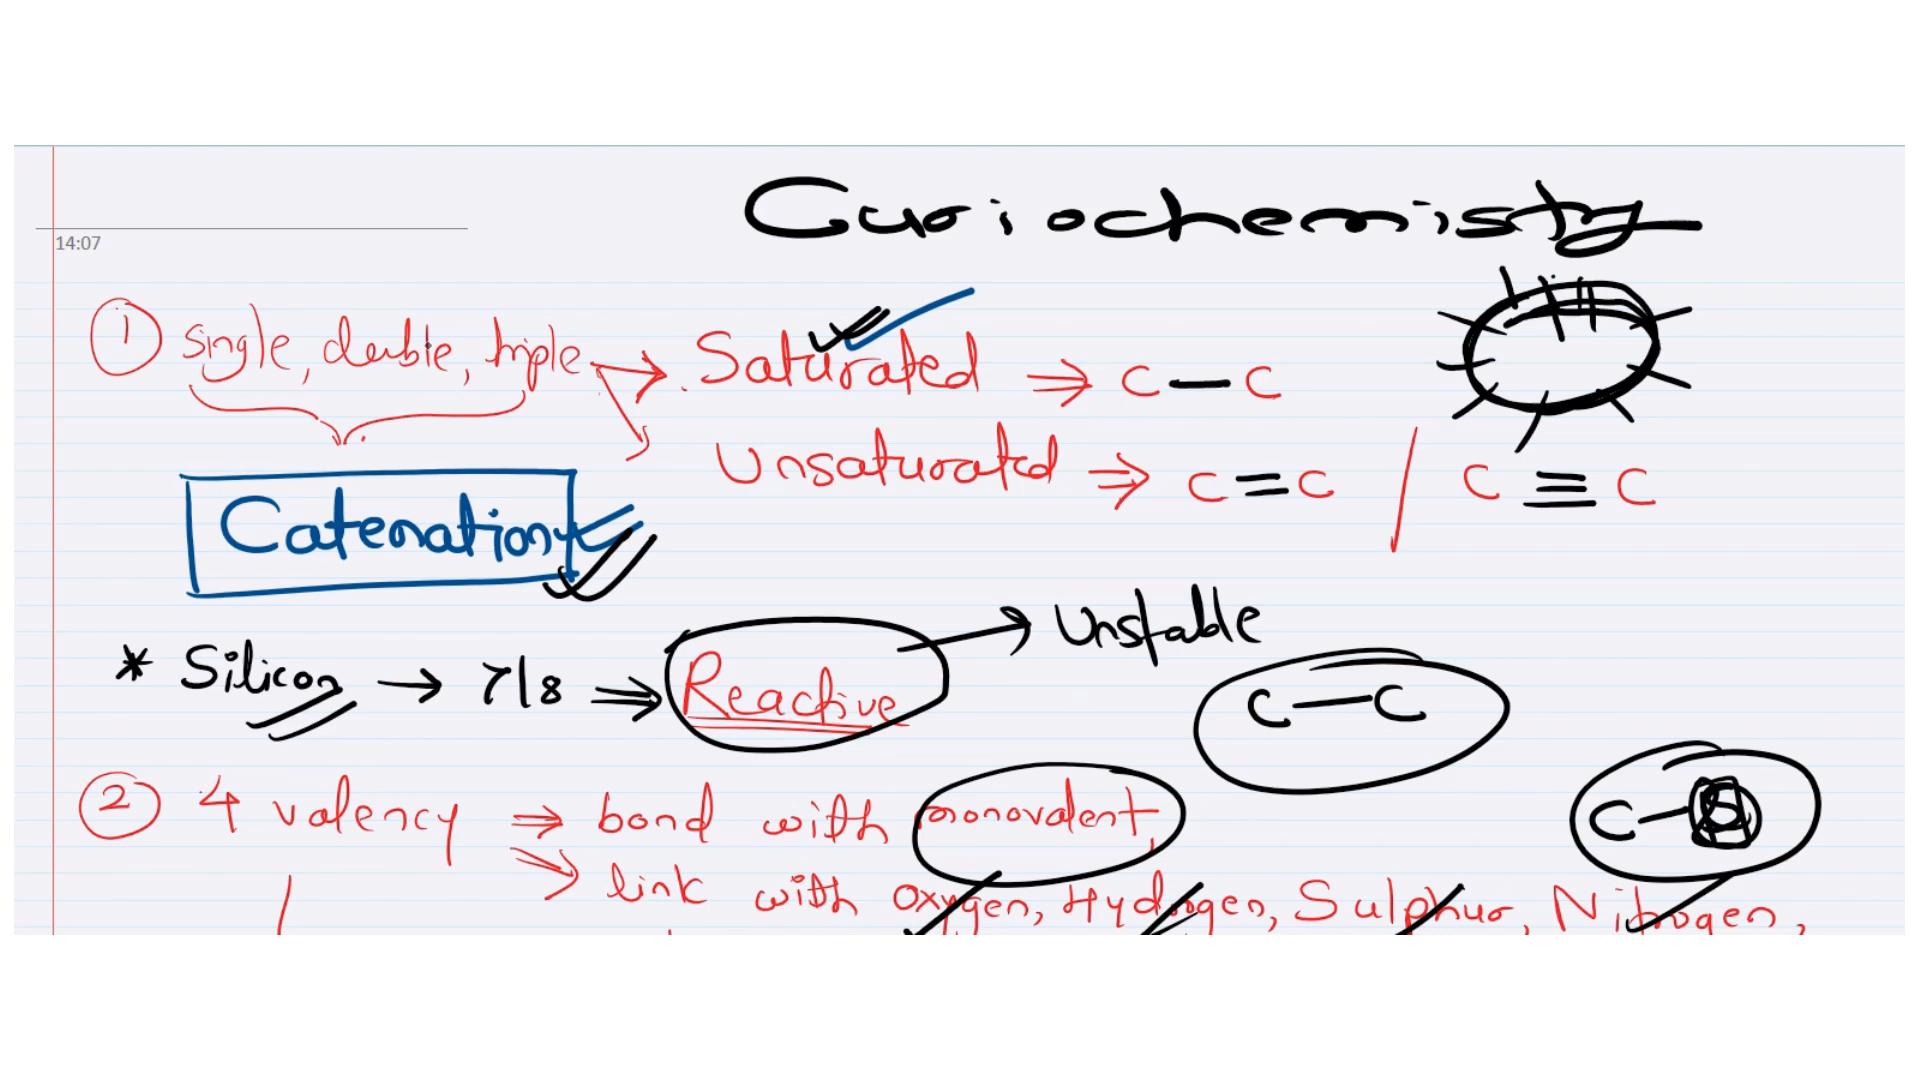 Curiochemistry
14:07
① single, double, triple → Saturated ⇒ C — C
Unsaturated ⇒ C = C / C ≡ C
Catenation
* Silicon → 7/8 ⇒ Reactive → Unstable
C — C
② 4 valency ⇒ bond with monovalent,
C — S
link with oxygen, Hydrogen, Sulphur, Nitrogen,